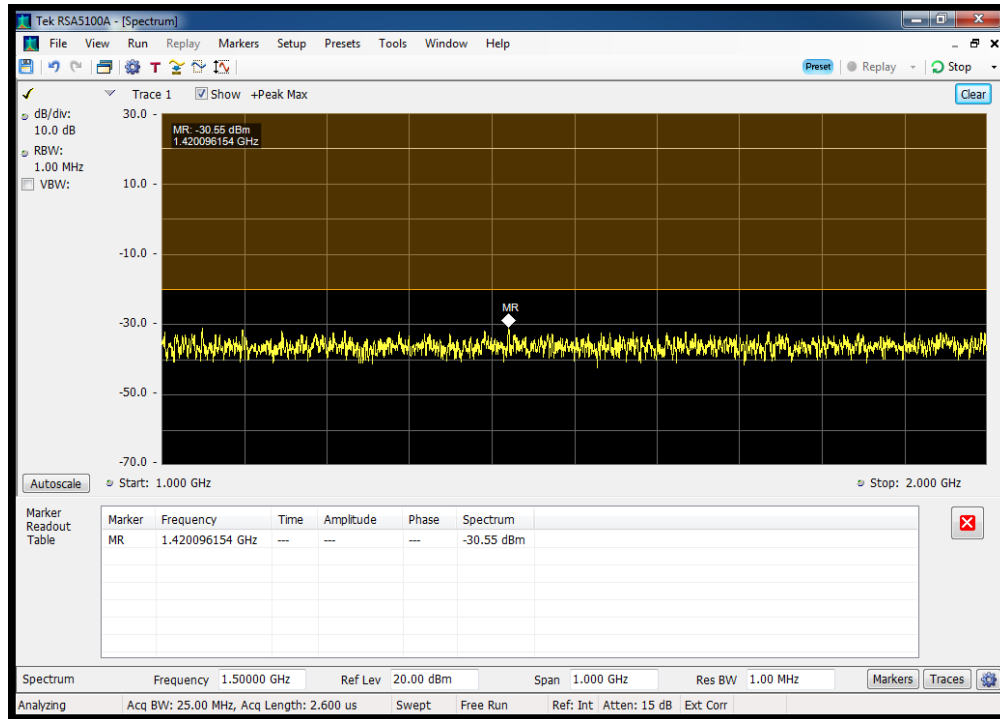 Tek RSA5100A - [Spectrum]
File View Run Replay Markers Setup Presets Tools Window Help
T Preset Replay Stop
Trace 1 Show +Peak Max Clear
dB/div:
10.0 dB
RBW:
1.00 MHz
VBW:
30.0
MR: -30.55 dBm
1.420096154 GHz
10.0
-10.0
MR
-30.0
-50.0
-70.0
Autoscale Start: 1.000 GHz Stop: 2.000 GHz
Marker
Readout
Table
Marker Frequency Time Amplitude Phase Spectrum
MR 1.420096154 GHz --- --- --- -30.55 dBm
Spectrum Frequency 1.50000 GHz Ref Lev 20.00 dBm Span 1.000 GHz Res BW 1.00 MHz Markers Traces
Analyzing Acq BW: 25.00 MHz, Acq Length: 2.600 us Swept Free Run Ref: Int Atten: 15 dB Ext Corr